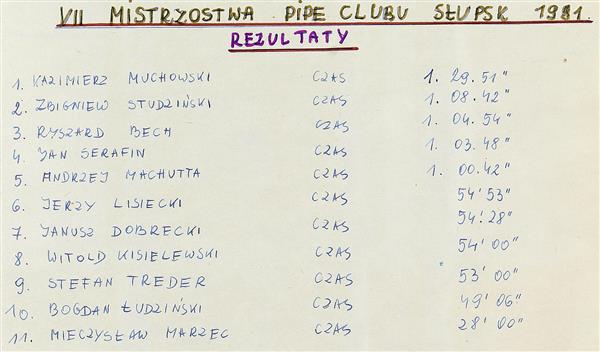 VII MISTRZOSTWA PIPE CLUBU SŁUPSK 1981.
REZULTATY
1. KAZIMIERZ MUCHOWSKI CZAS 1. 29. 51"
2. ZBIGNIEW STUDZIŃSKI CZAS 1. 08. 42"
3. RYSZARD BECH CZAS 1. 04. 54"
4. JAN SERAFIN CZAS 1. 03. 48"
5. ANDRZEJ MACHUTTA CZAS 1. 00. 42"
6. JERZY LISIECKI CZAS 54' 53"
7. JANUSZ DOBRECKI CZAS 54' 28"
8. WITOLD KISIELEWSKI CZAS 54' 00"
9. STEFAN TREDER CZAS 53' 00"
10. BOGDAN ŁUDZIŃSKI CZAS 49' 06"
11. MIECZYSŁAW MARZEC CZAS 28' 00"